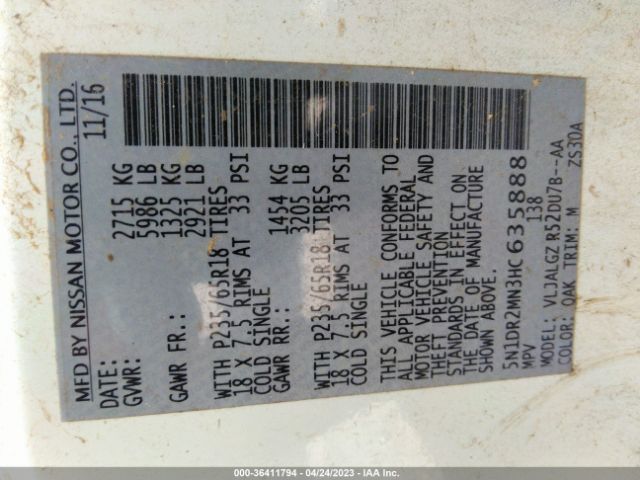 MFD BY NISSAN MOTOR CO., LTD.
DATE: 11/16
GVWR: 2715 KG
5986 LB
GAWR FR.: 1325 KG
2921 LB
WITH P235/65R18 TIRES
18 X 7.5 RIMS AT 33 PSI
COLD SINGLE
GAWR RR.: 1454 KG
3205 LB
WITH P235/65R18 TIRES
18 X 7.5 RIMS AT 33 PSI
COLD SINGLE
THIS VEHICLE CONFORMS TO
ALL APPLICABLE FEDERAL
MOTOR VEHICLE SAFETY AND
THEFT PREVENTION
STANDARDS IN EFFECT ON
THE DATE OF MANUFACTURE
SHOWN ABOVE.
5N1DR2MN3HC635888
MPV 138
MODEL: VLJALGZ R52DU7B--AA
COLOR: QAK TRIM: M ZS30A
000-36411794 - 04/24/2023 - IAA Inc.